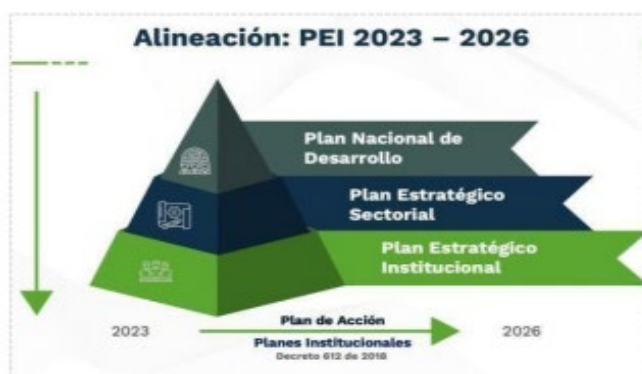 Alineación: PEI 2023 – 2026
Plan Nacional de
Desarrollo
Plan Estratégico
Sectorial
Plan Estratégico
Institucional
2023
Plan de Acción
2026
Planes Institucionales
Decreto 612 de 2018